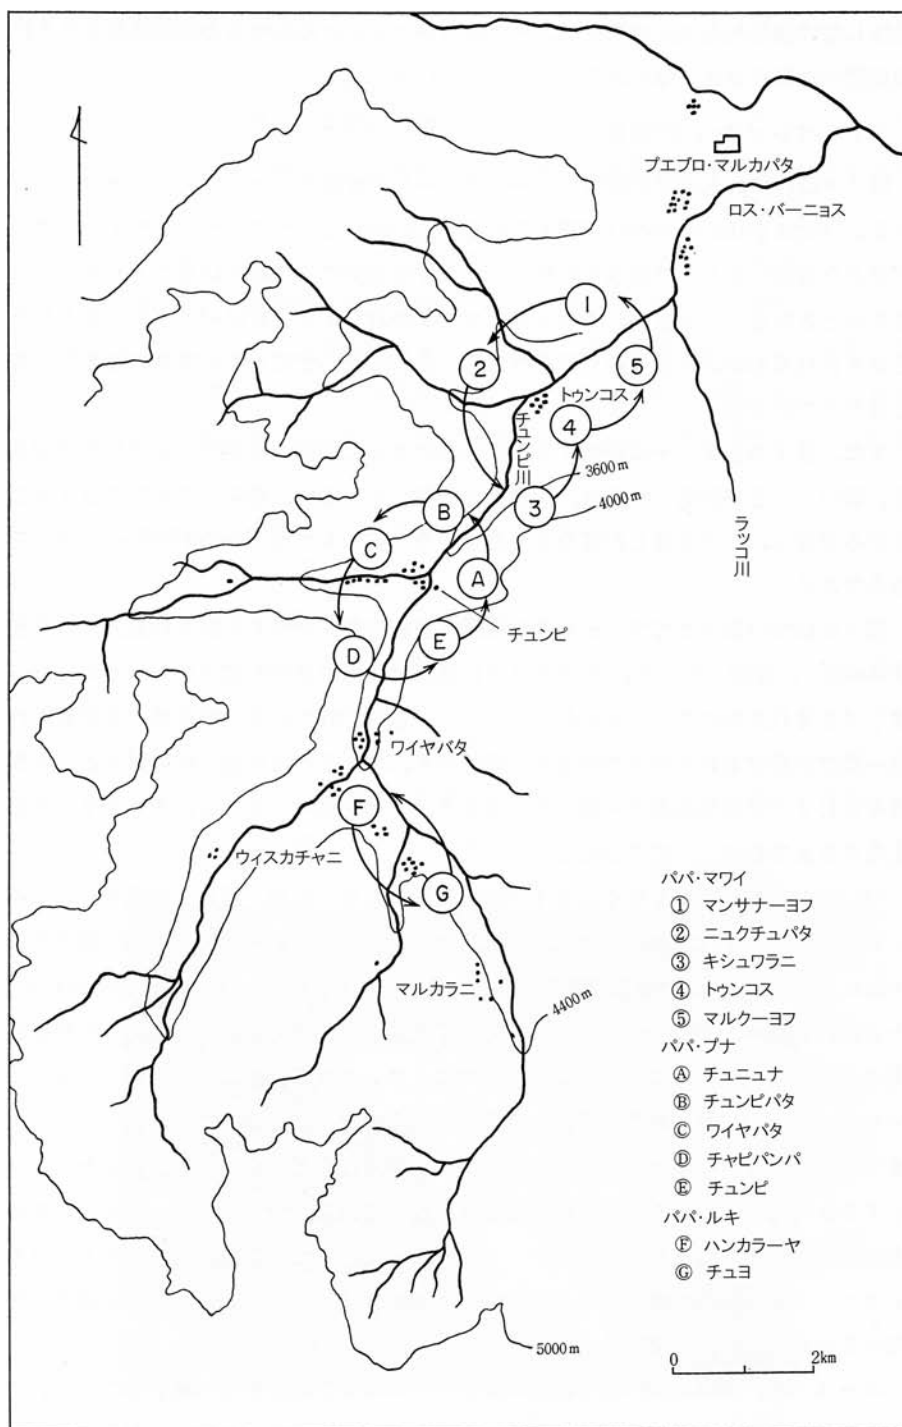 プエブロ・マルカパタ
ロス・バーニョス
1
2
5
トゥンコス
4
チュンピ川
3600m
3
4000m
B
C
ラッコ川
A
チュンピ
E
D
ワイヤパタ
F
ウィスカチャニ
G
マルカラニ
4400m
パパ・マワイ
① マンサナーヨフ
② ニュクチュパタ
③ キシュワラニ
④ トゥンコス
⑤ マルクーヨフ
パパ・プナ
Ⓐ チュニュナ
Ⓑ チュンピパタ
Ⓒ ワイヤパタ
Ⓓ チャピパンパ
Ⓔ チュンピ
パパ・ルキ
Ⓕ ハンカラーヤ
Ⓖ チュヨ
5000m
0 2km